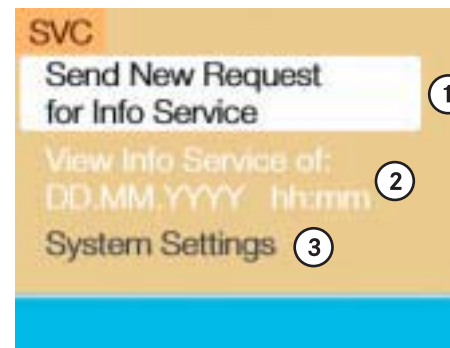 SVC
Send New Request
for Info Service
1
View Info Service of:
DD.MM.YYYY hh:mm
2
System Settings
3